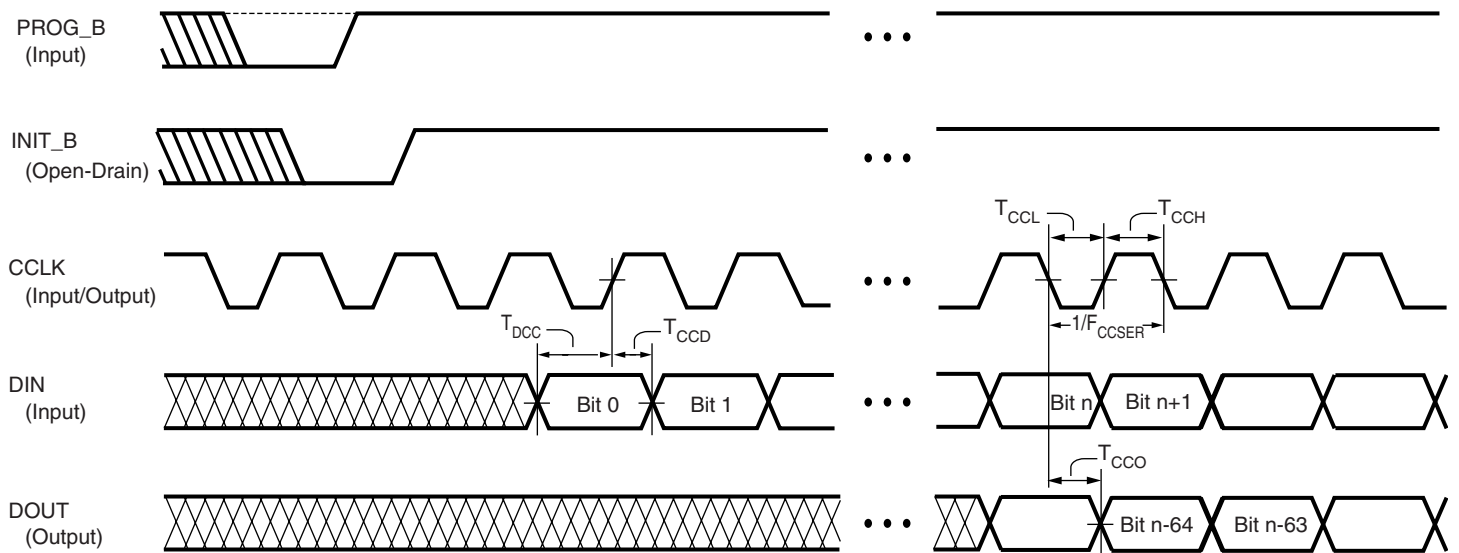 PROG_B
(Input)
INIT_B
(Open-Drain)
T_CCL
T_CCH
CCLK
(Input/Output)
1/F_CCSER
T_DCC
T_CCD
DIN
(Input)
Bit 0
Bit 1
Bit n
Bit n+1
T_CCO
DOUT
(Output)
Bit n-64
Bit n-63